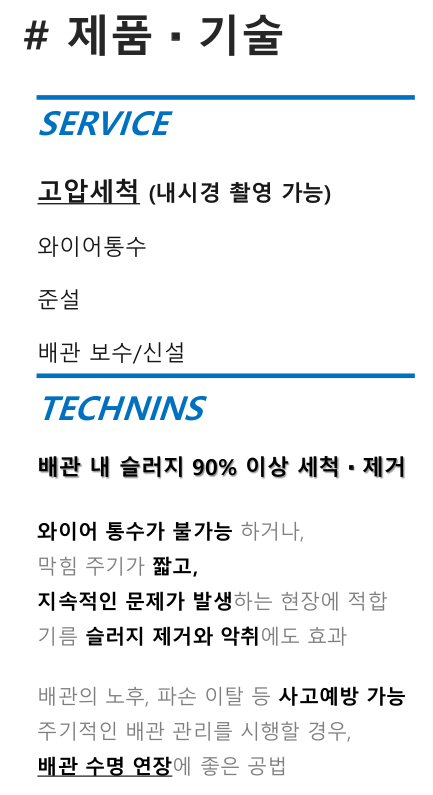 # 제품 · 기술
SERVICE
고압세척 (내시경 촬영 가능)
와이어통수
준설
배관 보수/신설
TECHNINS
배관 내 슬러지 90% 이상 세척 · 제거
와이어 통수가 불가능 하거나,
막힘 주기가 짧고,
지속적인 문제가 발생하는 현장에 적합
기름 슬러지 제거와 악취에도 효과
배관의 노후, 파손 이탈 등 사고예방 가능
주기적인 배관 관리를 시행할 경우,
배관 수명 연장에 좋은 공법